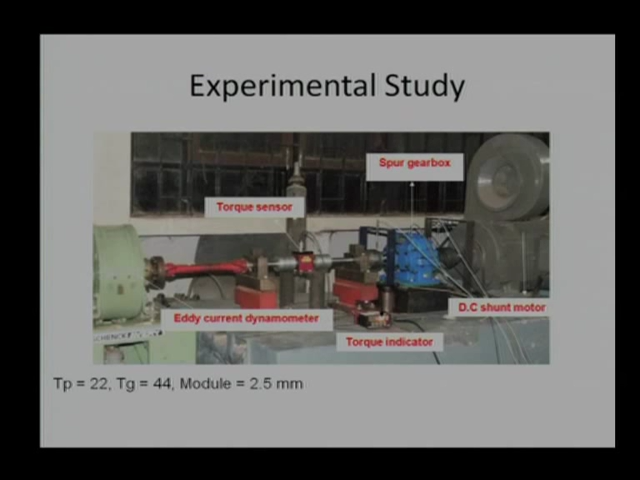 Experimental Study
Spur gearbox
Torque sensor
D.C shunt motor
Eddy current dynamometer
Torque indicator
SCHENCK
Tp = 22, Tg = 44, Module = 2.5 mm